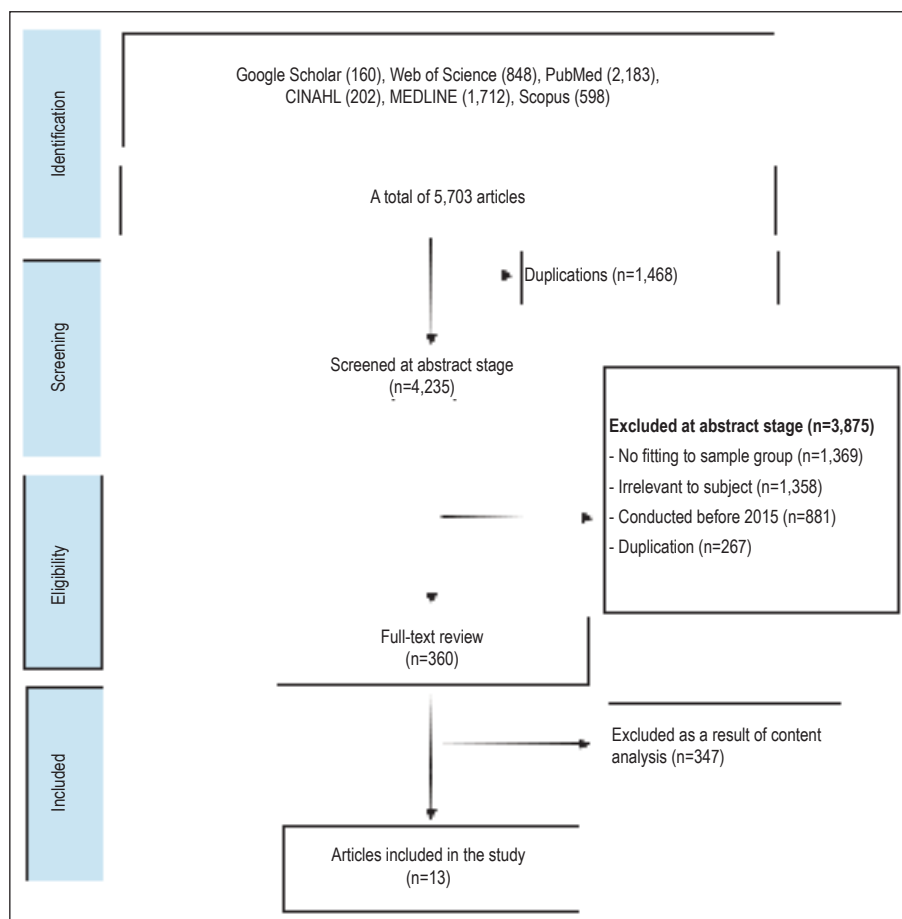 Identification
Google Scholar (160), Web of Science (848), PubMed (2,183),
CINAHL (202), MEDLINE (1,712), Scopus (598)
A total of 5,703 articles
Duplications (n=1,468)
Screening
Screened at abstract stage
(n=4,235)
Excluded at abstract stage (n=3,875)
- No fitting to sample group (n=1,369)
- Irrelevant to subject (n=1,358)
- Conducted before 2015 (n=881)
- Duplication (n=267)
Eligibility
Full-text review
(n=360)
Included
Excluded as a result of content
analysis (n=347)
Articles included in the study
(n=13)